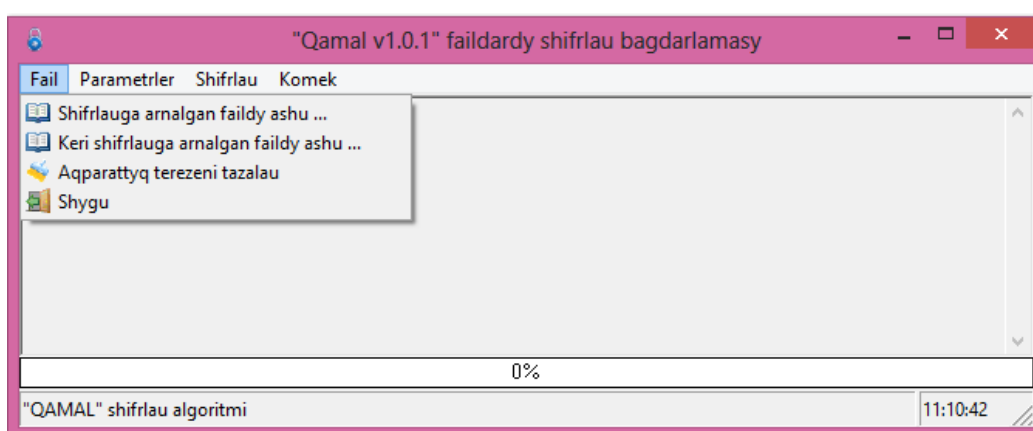 "Qamal v1.0.1" faildardy shifrlau bagdarlamasy
Fail Parametrler Shifrlau Komek
Shifrlauga arnalgan faildy ashu ...
Keri shifrlauga arnalgan faildy ashu ...
Aqparattyq terezeni tazalau
Shygu
0%
"QAMAL" shifrlau algoritmi 11:10:42